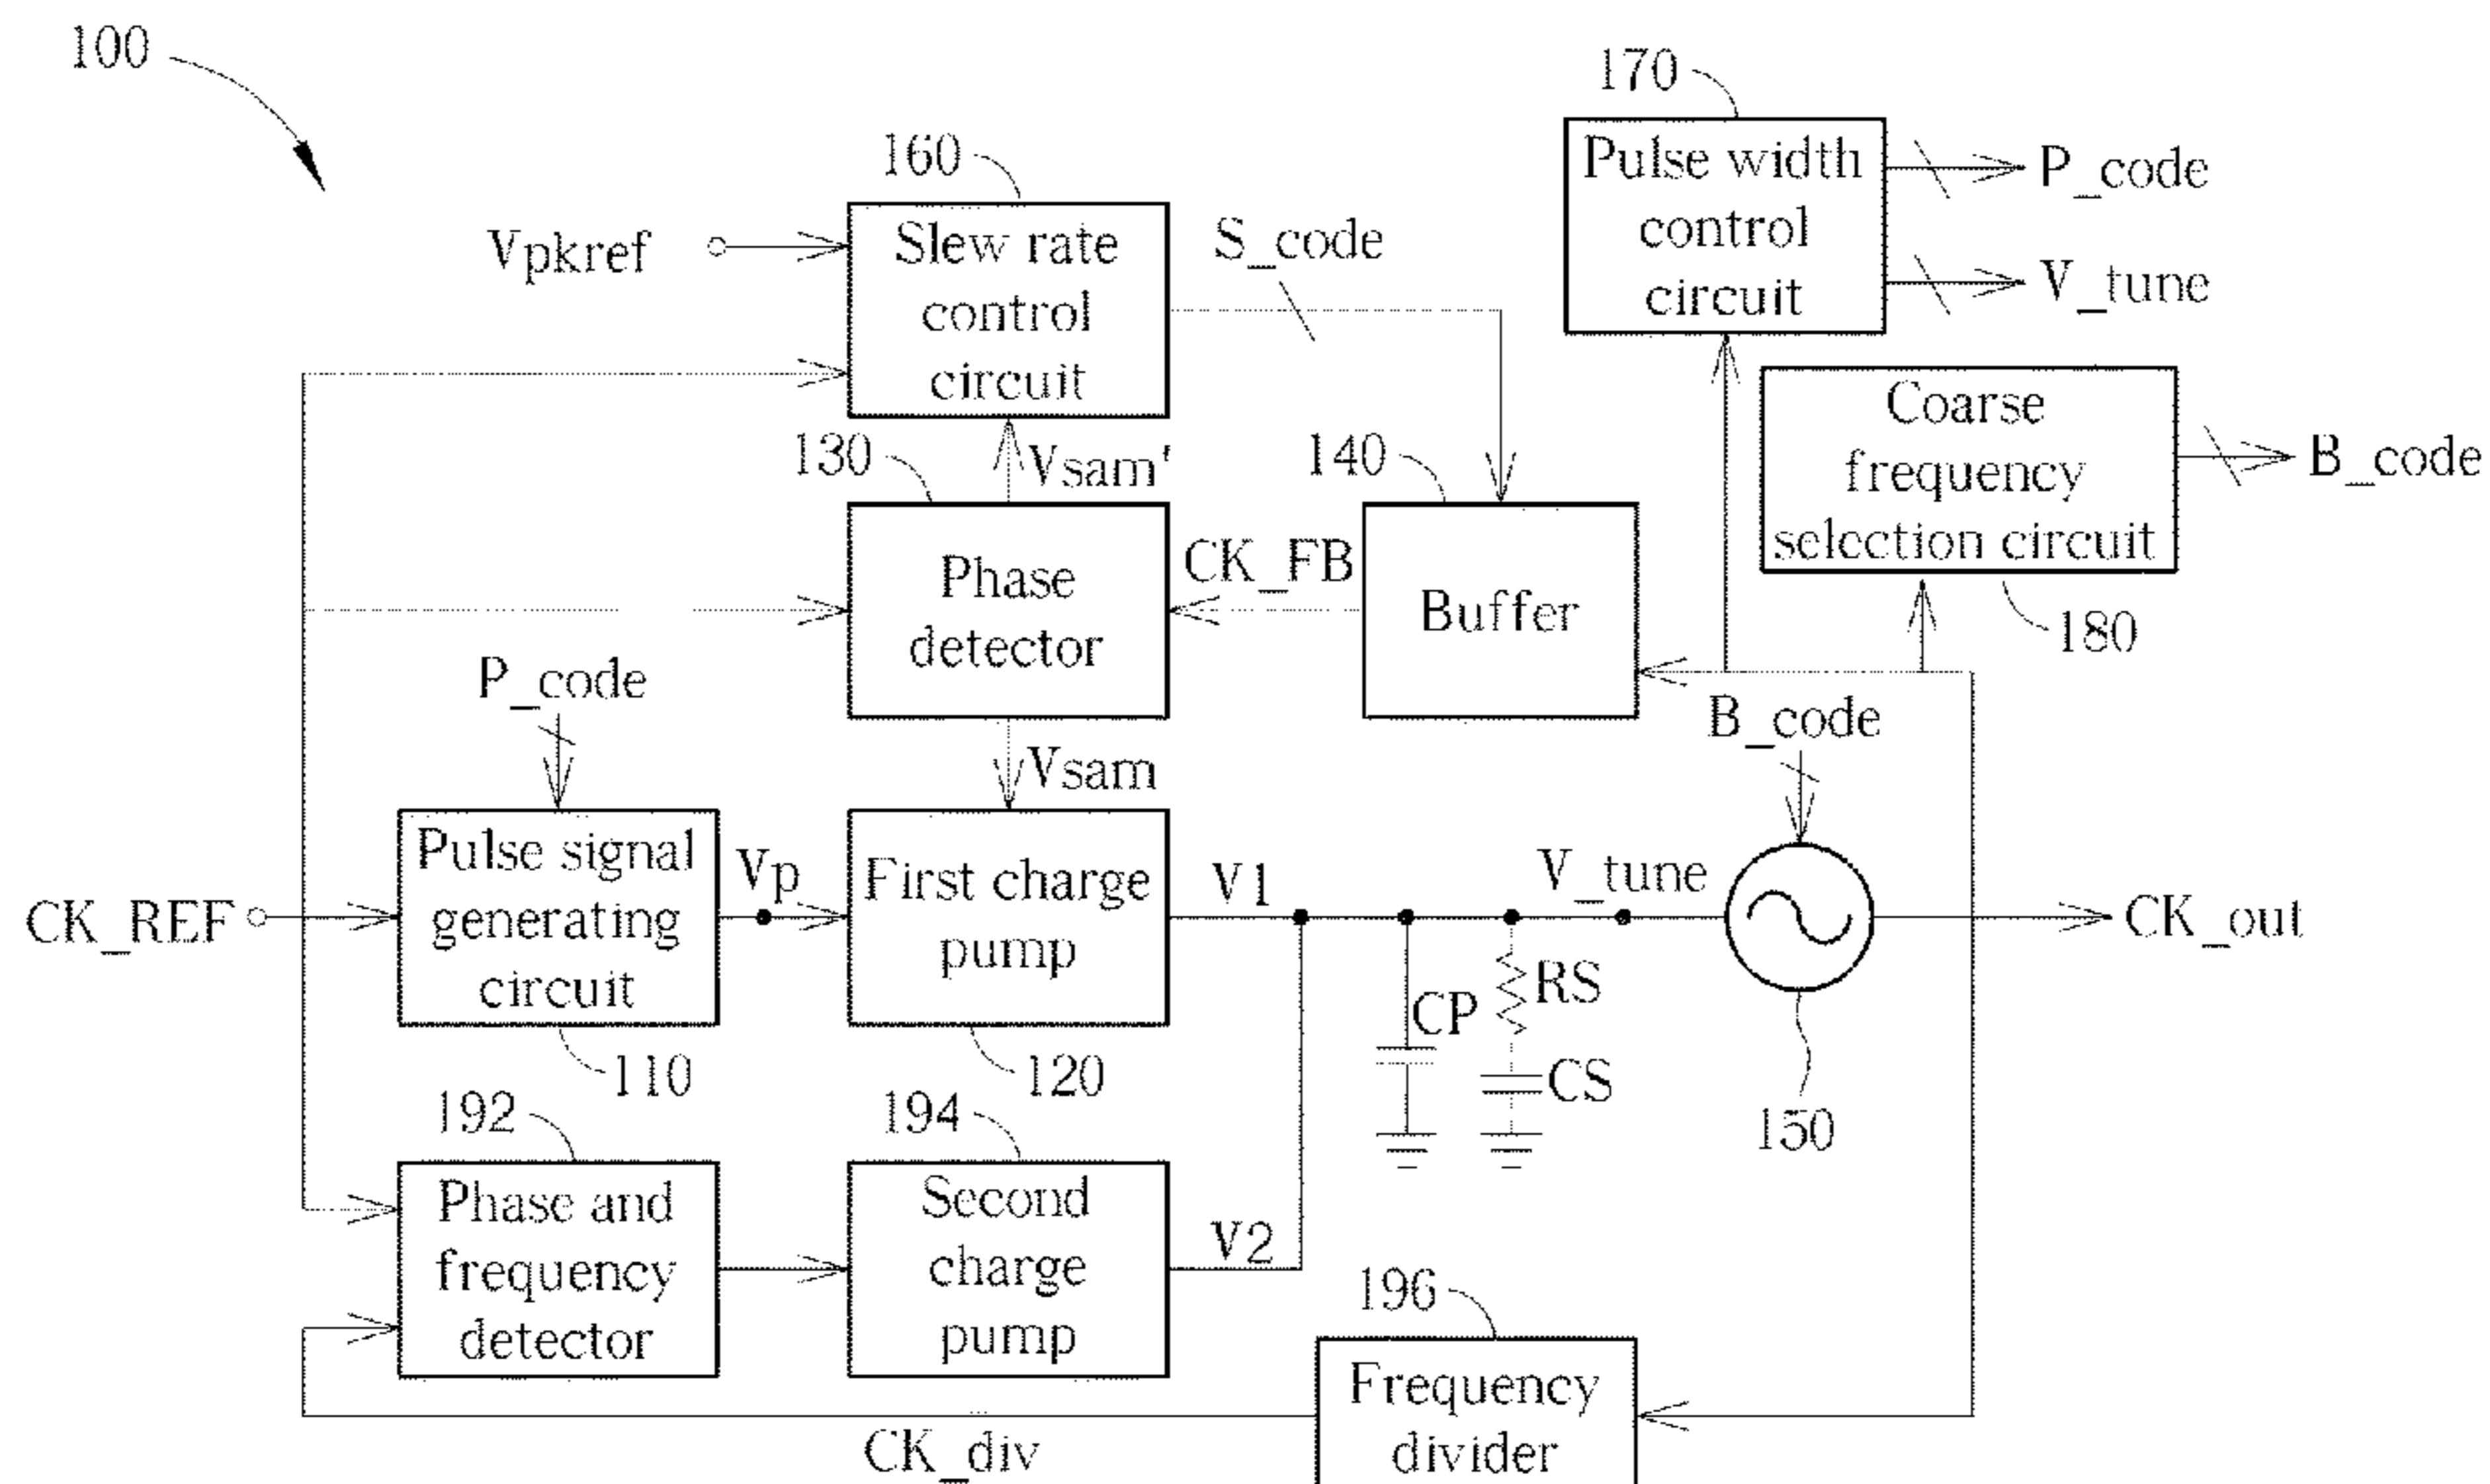 100
170
Pulse width
control
circuit
P_code
V_tune
160
Vpkref
Slew rate
control
circuit
S_code
Coarse
frequency
selection circuit
B_code
180
130
Vsam'
140
Phase
detector
CK_FB
Buffer
P_code
Vsam
B_code
CK_REF
Pulse signal
generating
circuit
Vp
First charge
pump
V1
V_tune
CK_out
RS
CP
CS
110
120
150
192
194
Phase and
frequency
detector
Second
charge
pump
V2
196
Frequency
divider
CK_div